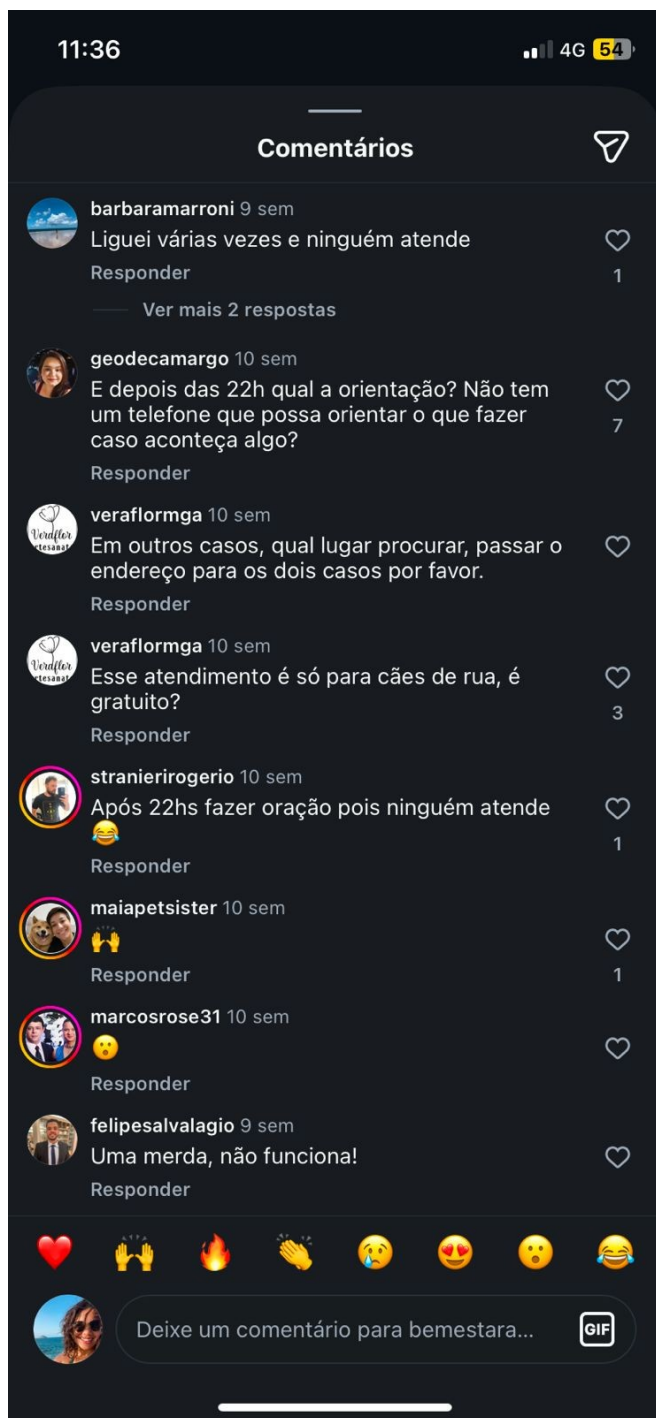 11:36
4G 54
Comentários
barbaramarroni 9 sem
Liguei várias vezes e ninguém atende
1
Responder
Ver mais 2 respostas
geodecamargo 10 sem
E depois das 22h qual a orientação? Não tem
um telefone que possa orientar o que fazer
caso aconteça algo?
7
Responder
Veraflor
veraflormga 10 sem
Em outros casos, qual lugar procurar, passar o
endereço para os dois casos por favor.
Responder
Veraflor
veraflormga 10 sem
Esse atendimento é só para cães de rua, é
gratuito?
3
Responder
stranierirogerio 10 sem
Após 22hs fazer oração pois ninguém atende
😂
1
Responder
maiapetsister 10 sem
🙌
1
Responder
marcosrose31 10 sem
😮
Responder
felipesalvalagio 9 sem
Uma merda, não funciona!
Responder
❤️ 🙌 🔥 👏 😢 😍 😮 😂
Deixe um comentário para bemestara... GIF